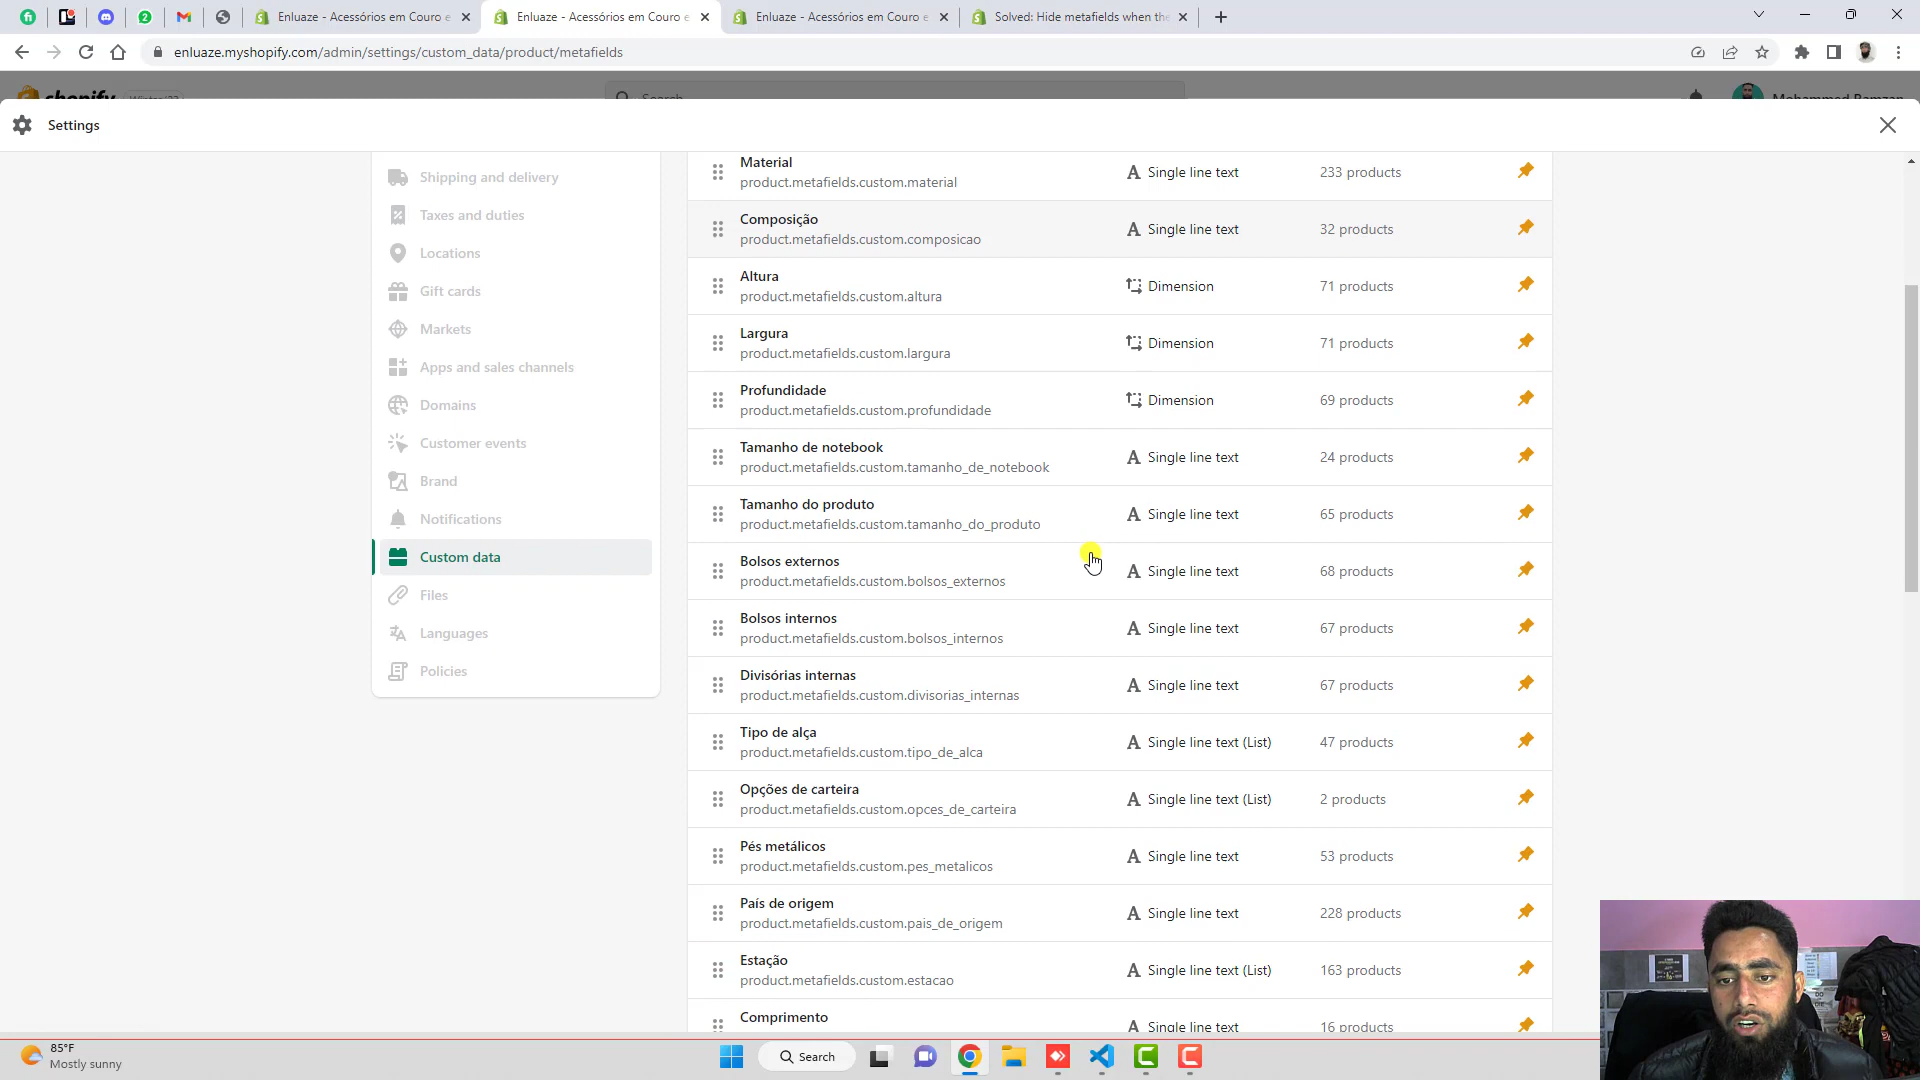 Enluaze - Acessórios em Couro e
Enluaze - Acessórios em Couro e
Enluaze - Acessórios em Couro e
Solved: Hide metafields when the
enluaze.myshopify.com/admin/settings/custom_data/product/metafields
shopify
Winter '23
Search
Mohammed Ramzan
Settings
Shipping and delivery
Taxes and duties
Locations
Gift cards
Markets
Apps and sales channels
Domains
Customer events
Brand
Notifications
Custom data
Files
Languages
Policies
Material
product.metafields.custom.material
Single line text
233 products
Composição
product.metafields.custom.composicao
Single line text
32 products
Altura
product.metafields.custom.altura
Dimension
71 products
Largura
product.metafields.custom.largura
Dimension
71 products
Profundidade
product.metafields.custom.profundidade
Dimension
69 products
Tamanho de notebook
product.metafields.custom.tamanho_de_notebook
Single line text
24 products
Tamanho do produto
product.metafields.custom.tamanho_do_produto
Single line text
65 products
Bolsos externos
product.metafields.custom.bolsos_externos
Single line text
68 products
Bolsos internos
product.metafields.custom.bolsos_internos
Single line text
67 products
Divisórias internas
product.metafields.custom.divisorias_internas
Single line text
67 products
Tipo de alça
product.metafields.custom.tipo_de_alca
Single line text (List)
47 products
Opções de carteira
product.metafields.custom.opces_de_carteira
Single line text (List)
2 products
Pés metálicos
product.metafields.custom.pes_metalicos
Single line text
53 products
País de origem
product.metafields.custom.pais_de_origem
Single line text
228 products
Estação
product.metafields.custom.estacao
Single line text (List)
163 products
Comprimento
Single line text
16 products
85°F
Mostly sunny
Search